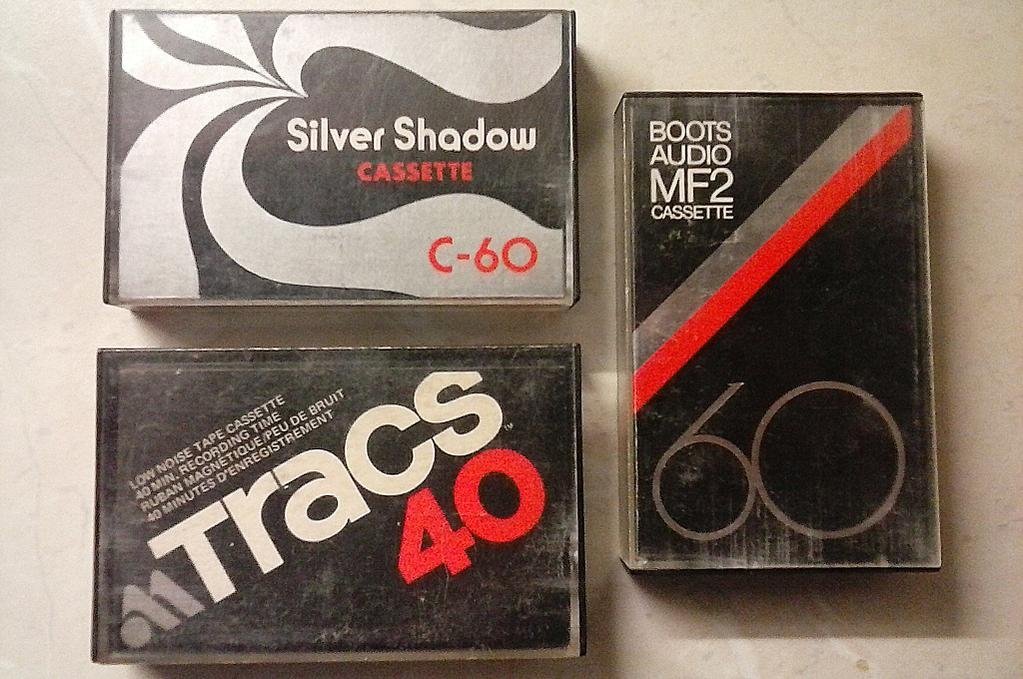 Silver Shadow
CASSETTE
C-60
BOOTS
AUDIO
MF2
CASSETTE
60
LOW NOISE TAPE CASSETTE
40 MIN. RECORDING TIME
RUBAN MAGNETIQUE/PEU DE BRUIT
40 MINUTES D'ENREGISTREMENT
Tracs™
40